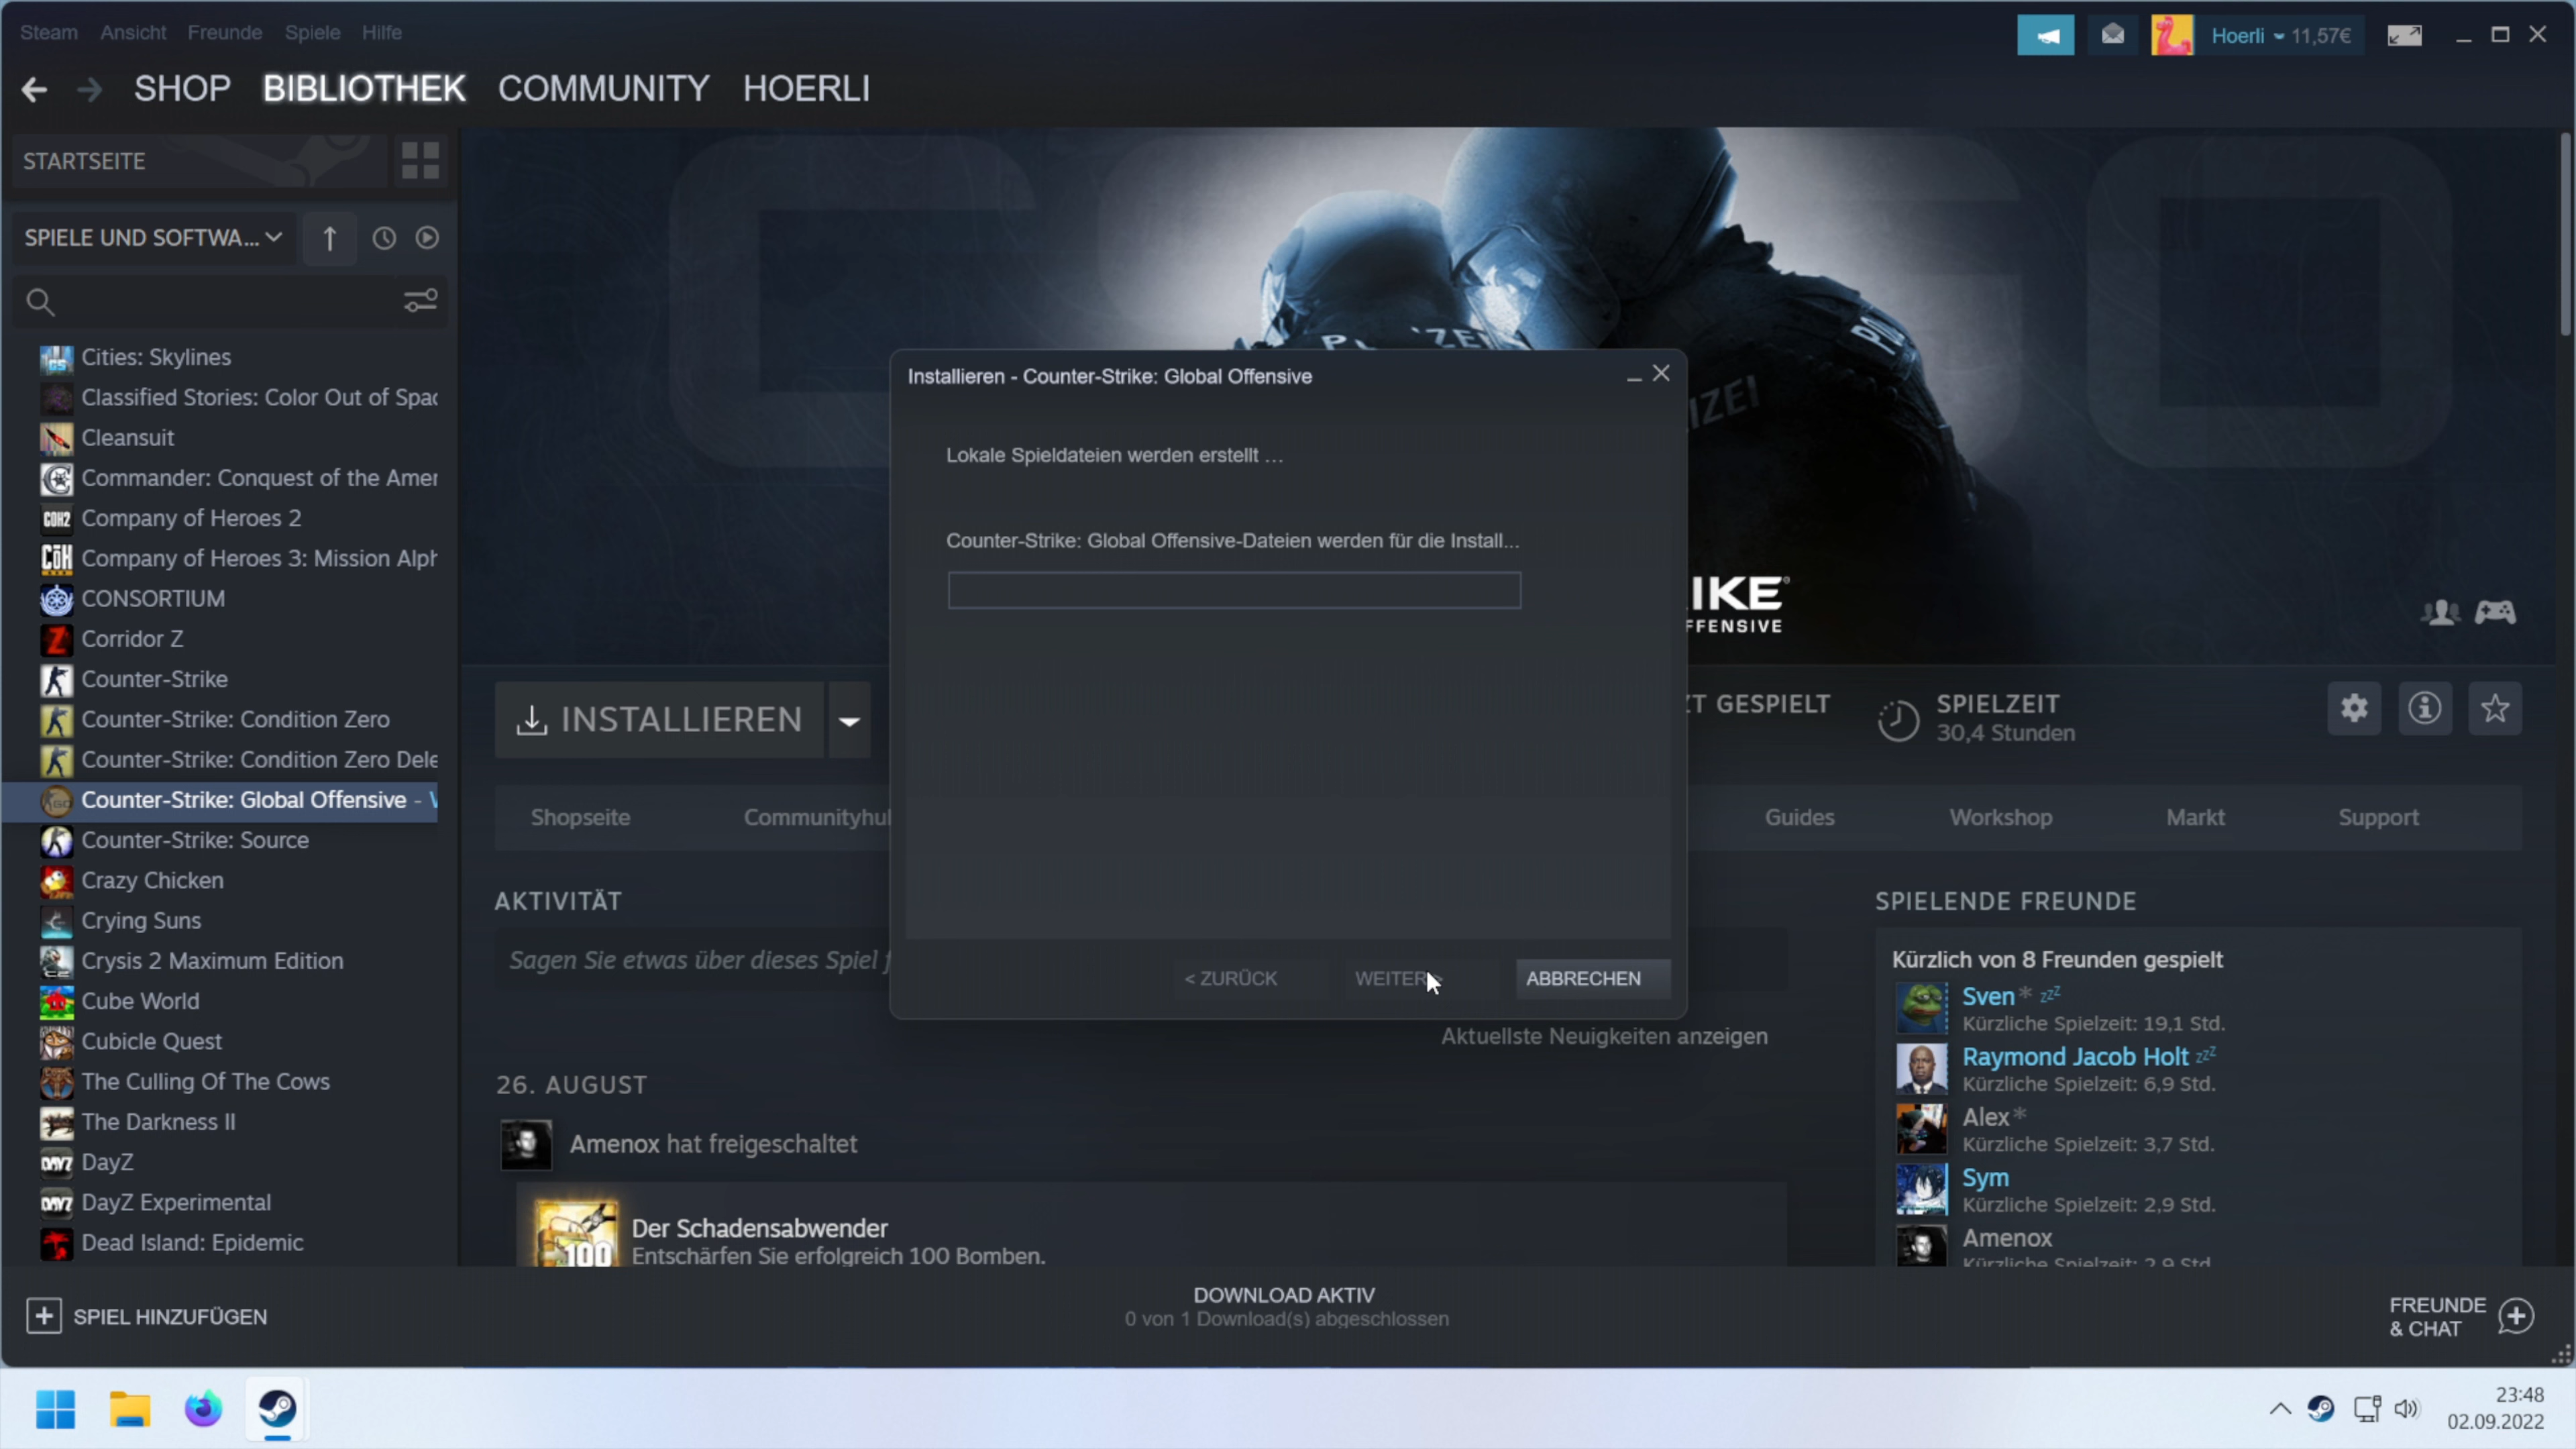 Steam Ansicht Freunde Spiele Hilfe
Hoerli 11,57€
SHOP BIBLIOTHEK COMMUNITY HOERLI
STARTSEITE
SPIELE UND SOFTWA...
Cities: Skylines
Classified Stories: Color Out of Spac
Cleansuit
Commander: Conquest of the Amer
Company of Heroes 2
Company of Heroes 3: Mission Alph
CONSORTIUM
Corridor Z
Counter-Strike
Counter-Strike: Condition Zero
Counter-Strike: Condition Zero Dele
Counter-Strike: Global Offensive -
Counter-Strike: Source
Crazy Chicken
Crying Suns
Crysis 2 Maximum Edition
Cube World
Cubicle Quest
The Culling Of The Cows
The Darkness II
DayZ
DayZ Experimental
Dead Island: Epidemic
SPIEL HINZUFÜGEN
Installieren - Counter-Strike: Global Offensive
Lokale Spieldateien werden erstellt …
Counter-Strike: Global Offensive-Dateien werden für die Install...
< ZURÜCK WEITER > ABBRECHEN
IKE
FFENSIVE
INSTALLIEREN
ZT GESPIELT
SPIELZEIT
30,4 Stunden
Shopseite Communityhu Guides Workshop Markt Support
AKTIVITÄT
Sagen Sie etwas über dieses Spiel f
Aktuellste Neuigkeiten anzeigen
26. AUGUST
Amenox hat freigeschaltet
100
Der Schadensabwender
Entschärfen Sie erfolgreich 100 Bomben.
SPIELENDE FREUNDE
Kürzlich von 8 Freunden gespielt
Sven * zzz
Kürzliche Spielzeit: 19,1 Std.
Raymond Jacob Holt zzz
Kürzliche Spielzeit: 6,9 Std.
Alex *
Kürzliche Spielzeit: 3,7 Std.
Sym
Kürzliche Spielzeit: 2,9 Std.
Amenox
Kürzliche Spielzeit: 2,9 Std.
DOWNLOAD AKTIV
0 von 1 Download(s) abgeschlossen
FREUNDE
& CHAT
23:48
02.09.2022